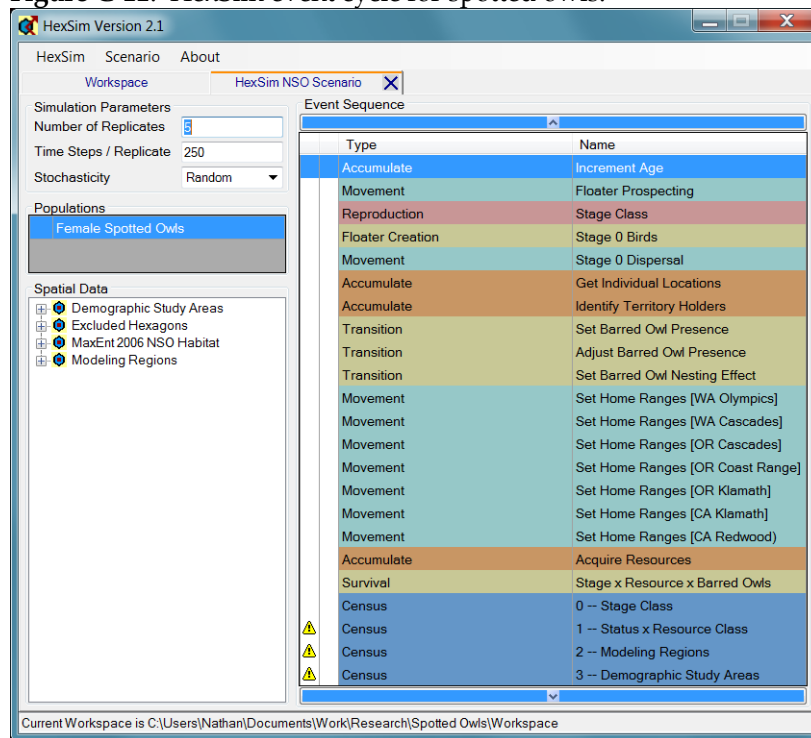 HexSim Version 2.1
HexSim Scenario About
Workspace HexSim NSO Scenario
Simulation Parameters
Number of Replicates 5
Time Steps / Replicate 250
Stochasticity Random
Populations
Female Spotted Owls
Spatial Data
Demographic Study Areas
Excluded Hexagons
MaxEnt 2006 NSO Habitat
Modeling Regions
Event Sequence
Type Name
Accumulate Increment Age
Movement Floater Prospecting
Reproduction Stage Class
Floater Creation Stage 0 Birds
Movement Stage 0 Dispersal
Accumulate Get Individual Locations
Accumulate Identify Territory Holders
Transition Set Barred Owl Presence
Transition Adjust Barred Owl Presence
Transition Set Barred Owl Nesting Effect
Movement Set Home Ranges [WA Olympics]
Movement Set Home Ranges [WA Cascades]
Movement Set Home Ranges [OR Cascades]
Movement Set Home Ranges [OR Coast Range]
Movement Set Home Ranges [OR Klamath]
Movement Set Home Ranges [CA Klamath]
Movement Set Home Ranges [CA Redwood)
Accumulate Acquire Resources
Survival Stage x Resource x Barred Owls
Census 0 -- Stage Class
Census 1 -- Status x Resource Class
Census 2 -- Modeling Regions
Census 3 -- Demographic Study Areas
Current Workspace is C:\Users\Nathan\Documents\Work\Research\Spotted Owls\Workspace